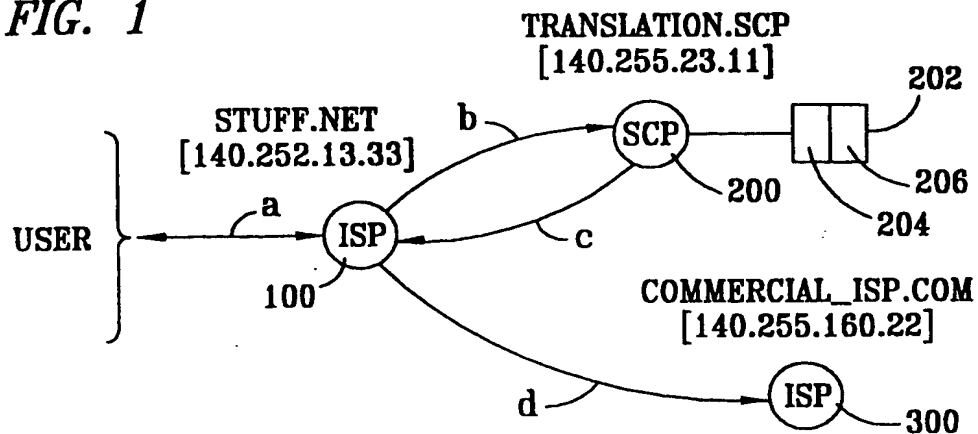 FIG. 1
TRANSLATION.SCP
[140.255.23.11]
202
STUFF.NET
[140.252.13.33]
b
SCP
206
200
204
a
USER
ISP
c
100
COMMERCIAL_ISP.COM
[140.255.160.22]
d
ISP
300